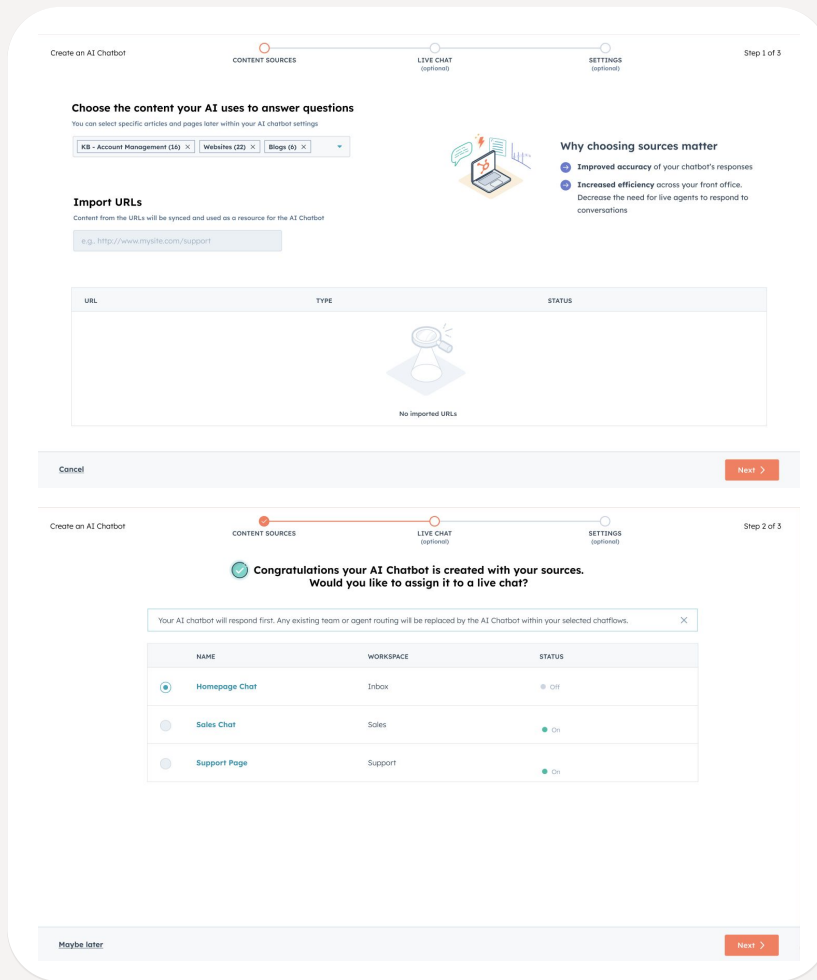 Create an AI Chatbot
CONTENT SOURCES
LIVE CHAT
(optional)
SETTINGS
(optional)
Step 1 of 3
Choose the content your AI uses to answer questions
You can select specific articles and pages later within your AI chatbot settings
KB - Account Management (16) × Websites (22) × Blogs (6) ×
Why choosing sources matter
Improved accuracy of your chatbot's responses
Increased efficiency across your front office.
Decrease the need for live agents to respond to
conversations
Import URLs
Content from the URLs will be synced and used as a resource for the AI Chatbot
e.g., http://www.mysite.com/support
URL TYPE STATUS
No imported URLs
Cancel
Next >
Create an AI Chatbot
CONTENT SOURCES
LIVE CHAT
(optional)
SETTINGS
(optional)
Step 2 of 3
Congratulations your AI Chatbot is created with your sources.
Would you like to assign it to a live chat?
Your AI chatbot will respond first. Any existing team or agent routing will be replaced by the AI Chatbot within your selected chatflows. ×
NAME WORKSPACE STATUS
Homepage Chat Inbox Off
Sales Chat Sales On
Support Page Support On
Maybe later
Next >